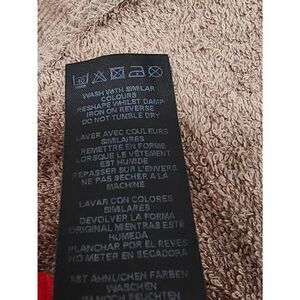 40
WASH WITH SIMILAR
COLOURS
RESHAPE WHILST DAMP
IRON ON REVERSE
DO NOT TUMBLE DRY
LAVER AVEC COULEURS
SIMILAIRES
REMETTRE EN FORME
LORSQUE LE VÊTEMENT
EST HUMIDE
REPASSER SUR L'ENVERS
NE PAS SÉCHER À LA
MACHINE
LAVAR CON COLORES
SIMILARES
DEVOLVER LA FORMA
ORIGINAL MIENTRAS ESTÉ
HÚMEDA
PLANCHAR POR EL REVÉS
NO METER EN SECADORA
MIT ÄHNLICHEN FARBEN
WASCHEN
FEUCHTEN